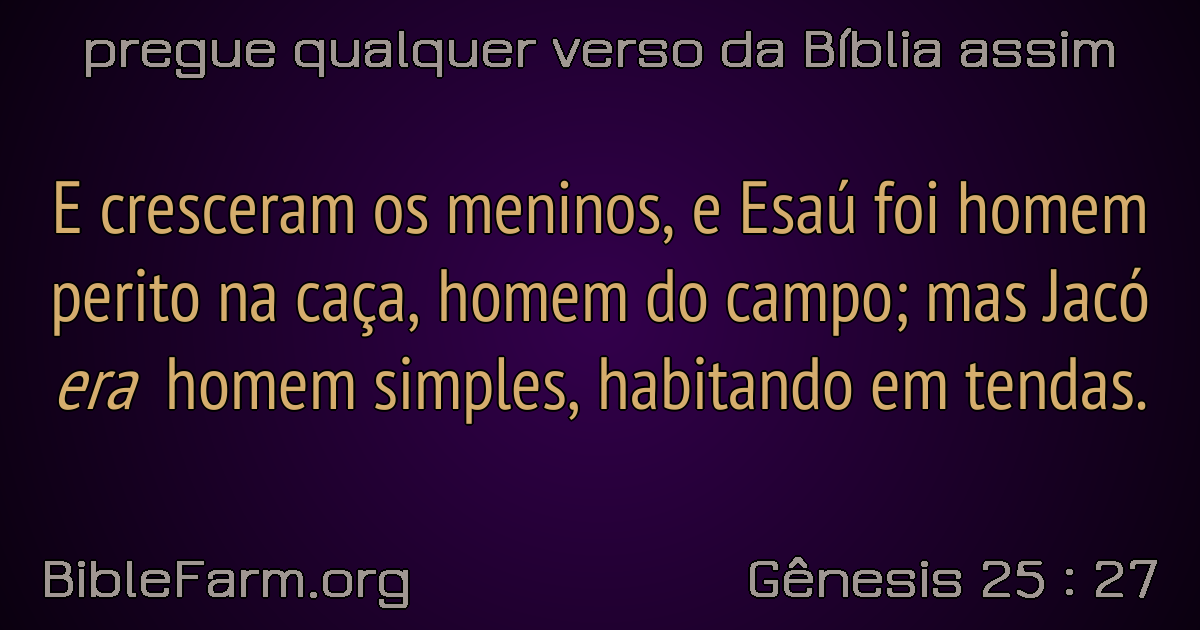 pregue qualquer verso da Bíblia assim
E cresceram os meninos, e Esaú foi homem
perito na caça, homem do campo; mas Jacó
era homem simples, habitando em tendas.
BibleFarm.org
Gênesis 25 : 27